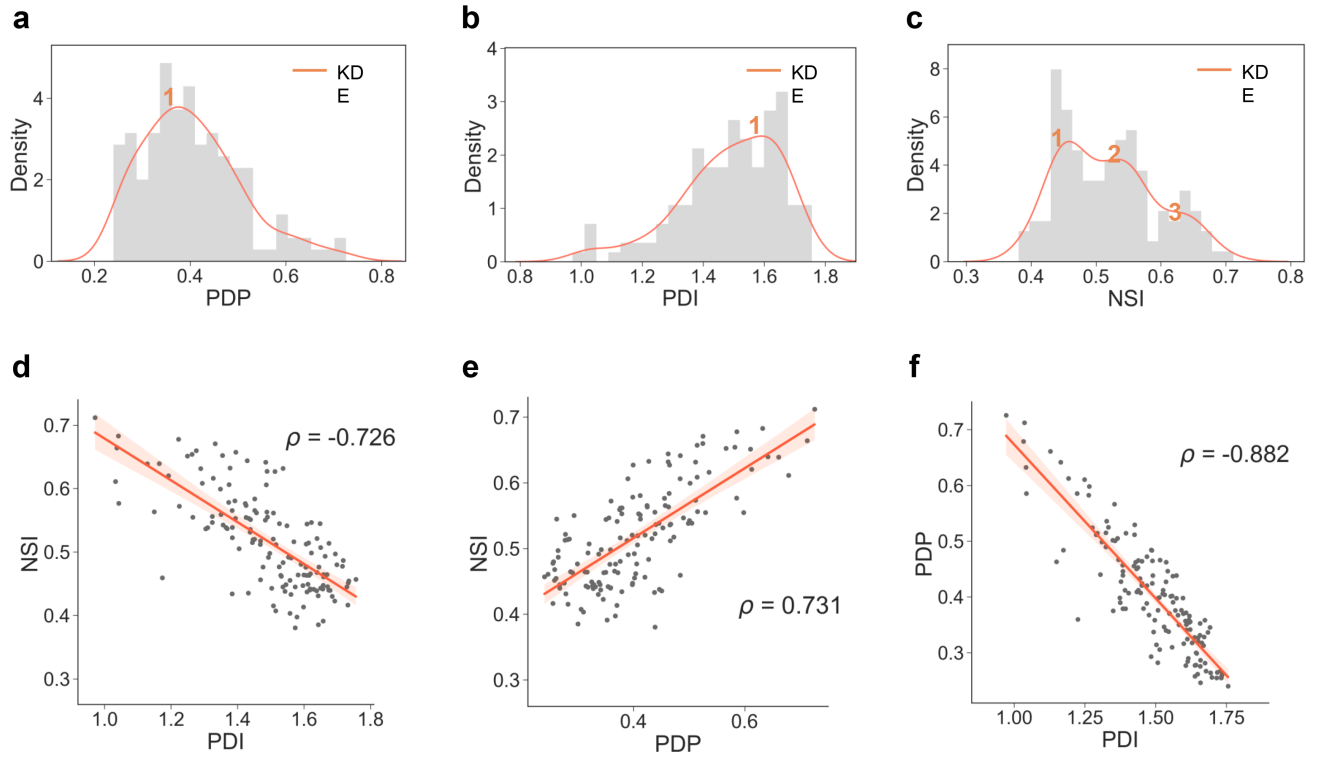 a
KD
E
1
Density
4
2
0
0.2 0.4 0.6 0.8
PDP
b
KD
E
1
Density
4
3
2
1
0
0.8 1.0 1.2 1.4 1.6 1.8
PDI
c
KD
E
1
2
3
Density
8
6
4
2
0
0.3 0.4 0.5 0.6 0.7 0.8
NSI
d
ρ = -0.726
NSI
0.7
0.6
0.5
0.4
0.3
1.0 1.2 1.4 1.6 1.8
PDI
e
ρ = 0.731
NSI
0.7
0.6
0.5
0.4
0.3
0.4 0.6
PDP
f
ρ = -0.882
PDP
0.7
0.6
0.5
0.4
0.3
1.00 1.25 1.50 1.75
PDI